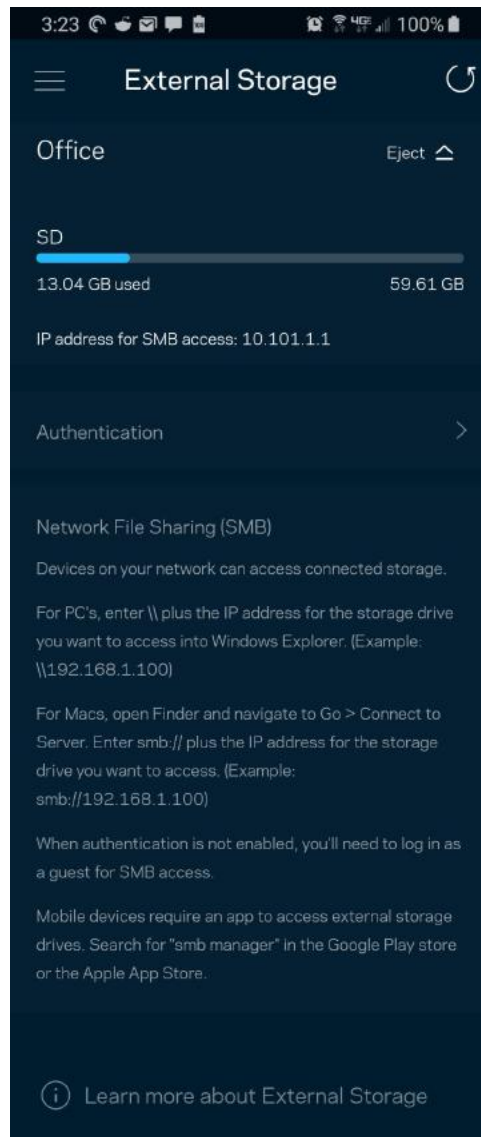 3:23 4GE 100%
External Storage
Office Eject
SD
13.04 GB used 59.61 GB
IP address for SMB access: 10.101.1.1
Authentication
Network File Sharing (SMB)
Devices on your network can access connected storage.
For PC's, enter \\ plus the IP address for the storage drive
you want to access into Windows Explorer. (Example:
\\192.168.1.100)
For Macs, open Finder and navigate to Go > Connect to
Server. Enter smb:// plus the IP address for the storage
drive you want to access. (Example:
smb://192.168.1.100)
When authentication is not enabled, you'll need to log in as
a guest for SMB access.
Mobile devices require an app to access external storage
drives. Search for "smb manager" in the Google Play store
or the Apple App Store.
Learn more about External Storage